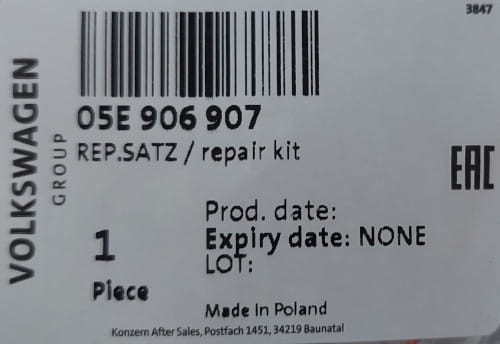 3847
VOLKSWAGEN
GROUP
05E 906 907
REP.SATZ / repair kit
EAC
Prod. date:
Expiry date: NONE
LOT:
1
Piece
Made In Poland
Konzern After Sales, Postfach 1451, 34219 Baunatal